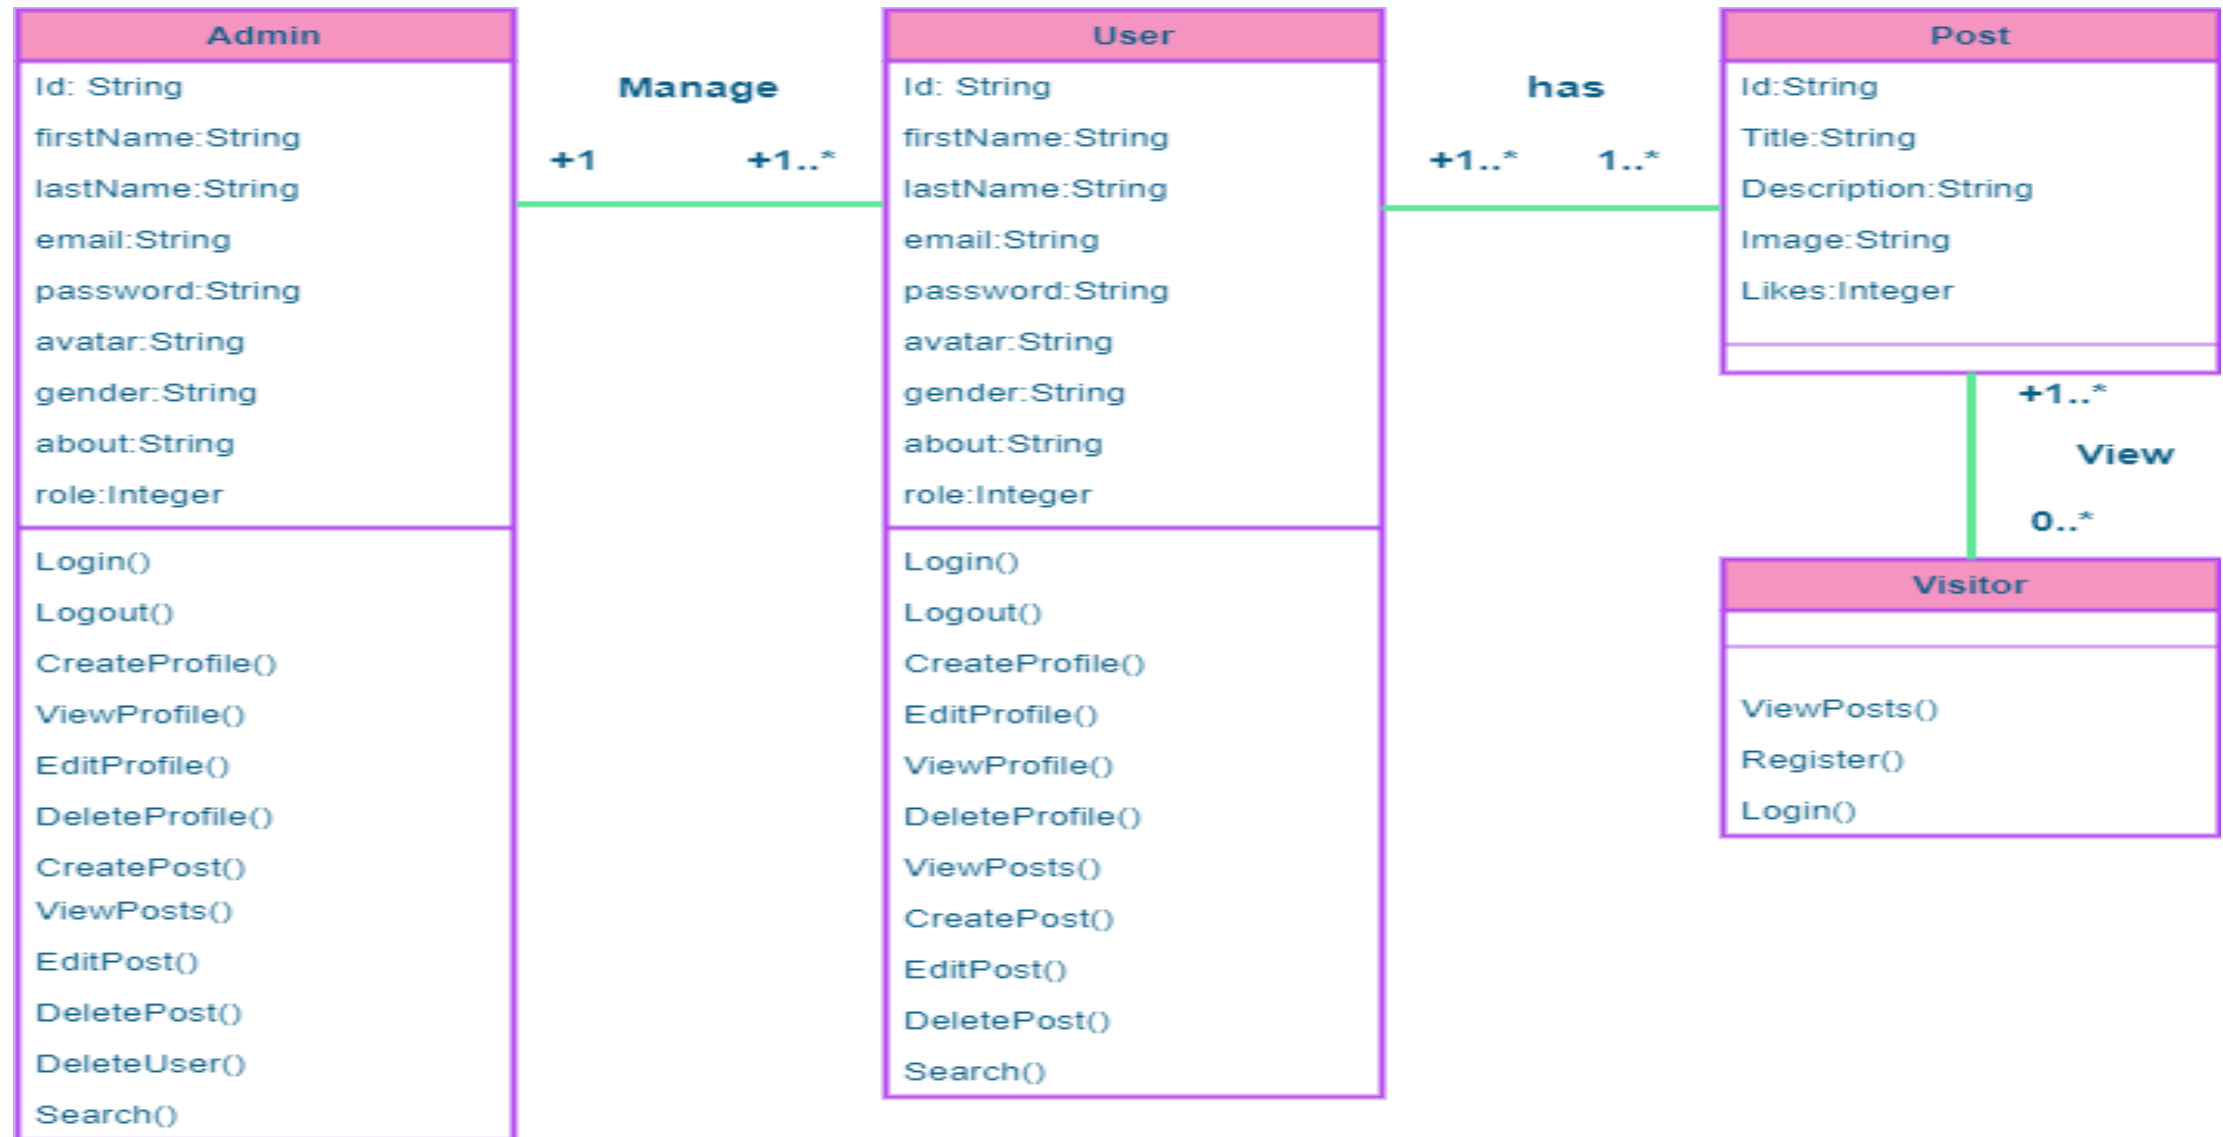 Admin
Id: String
firstName:String
lastName:String
email:String
password:String
avatar:String
gender:String
about:String
role:Integer
Login()
Logout()
CreateProfile()
ViewProfile()
EditProfile()
DeleteProfile()
CreatePost()
ViewPosts()
EditPost()
DeletePost()
DeleteUser()
Search()
Manage
+1 +1..*
User
Id: String
firstName:String
lastName:String
email:String
password:String
avatar:String
gender:String
about:String
role:Integer
Login()
Logout()
CreateProfile()
EditProfile()
ViewProfile()
DeleteProfile()
ViewPosts()
CreatePost()
EditPost()
DeletePost()
Search()
has
+1..* 1..*
Post
Id:String
Title:String
Description:String
Image:String
Likes:Integer
+1..*
View
0..*
Visitor
ViewPosts()
Register()
Login()